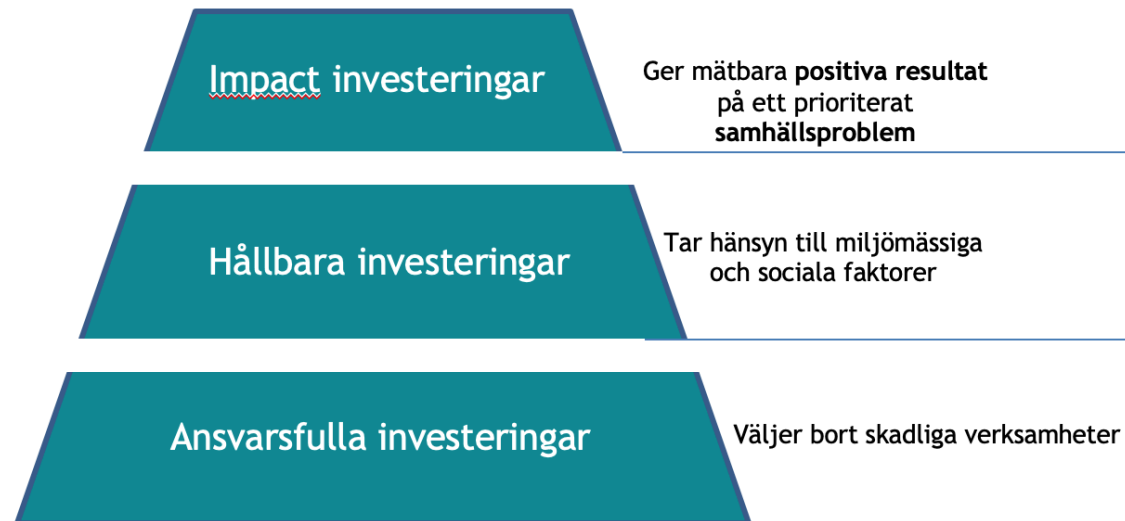 Impact investeringar
Ger mätbara positiva resultat
på ett prioriterat
samhällsproblem
Hållbara investeringar
Tar hänsyn till miljömässiga
och sociala faktorer
Ansvarsfulla investeringar
Väljer bort skadliga verksamheter